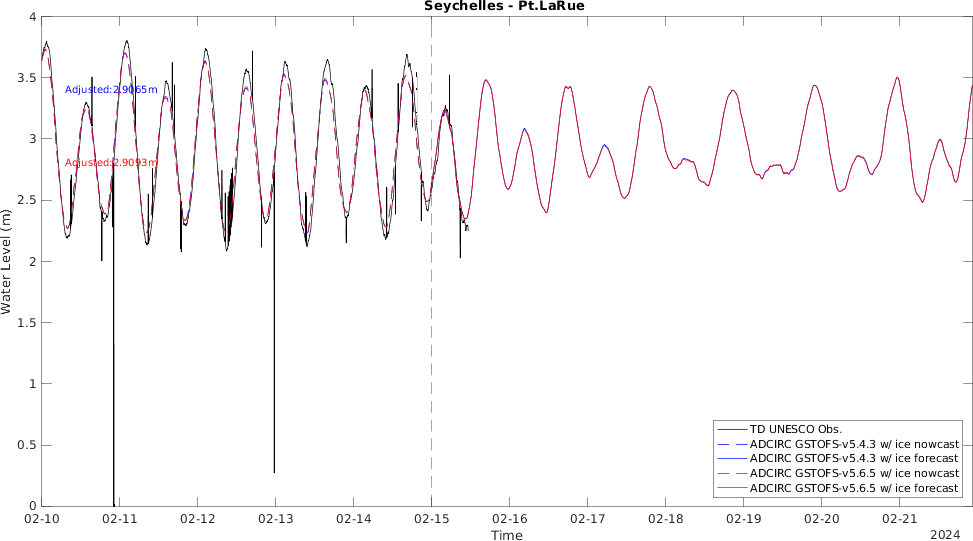 Seychelles - Pt.LaRue
4
3.5
3
2.5
2
1.5
1
0.5
0
Water Level (m)
Adjusted:2.9065m
Adjusted:2.9093m
TD UNESCO Obs.
ADCIRC GSTOFS-v5.4.3 w/ ice nowcast
ADCIRC GSTOFS-v5.4.3 w/ ice forecast
ADCIRC GSTOFS-v5.6.5 w/ ice nowcast
ADCIRC GSTOFS-v5.6.5 w/ ice forecast
02-10 02-11 02-12 02-13 02-14 02-15 02-16 02-17 02-18 02-19 02-20 02-21
Time
2024